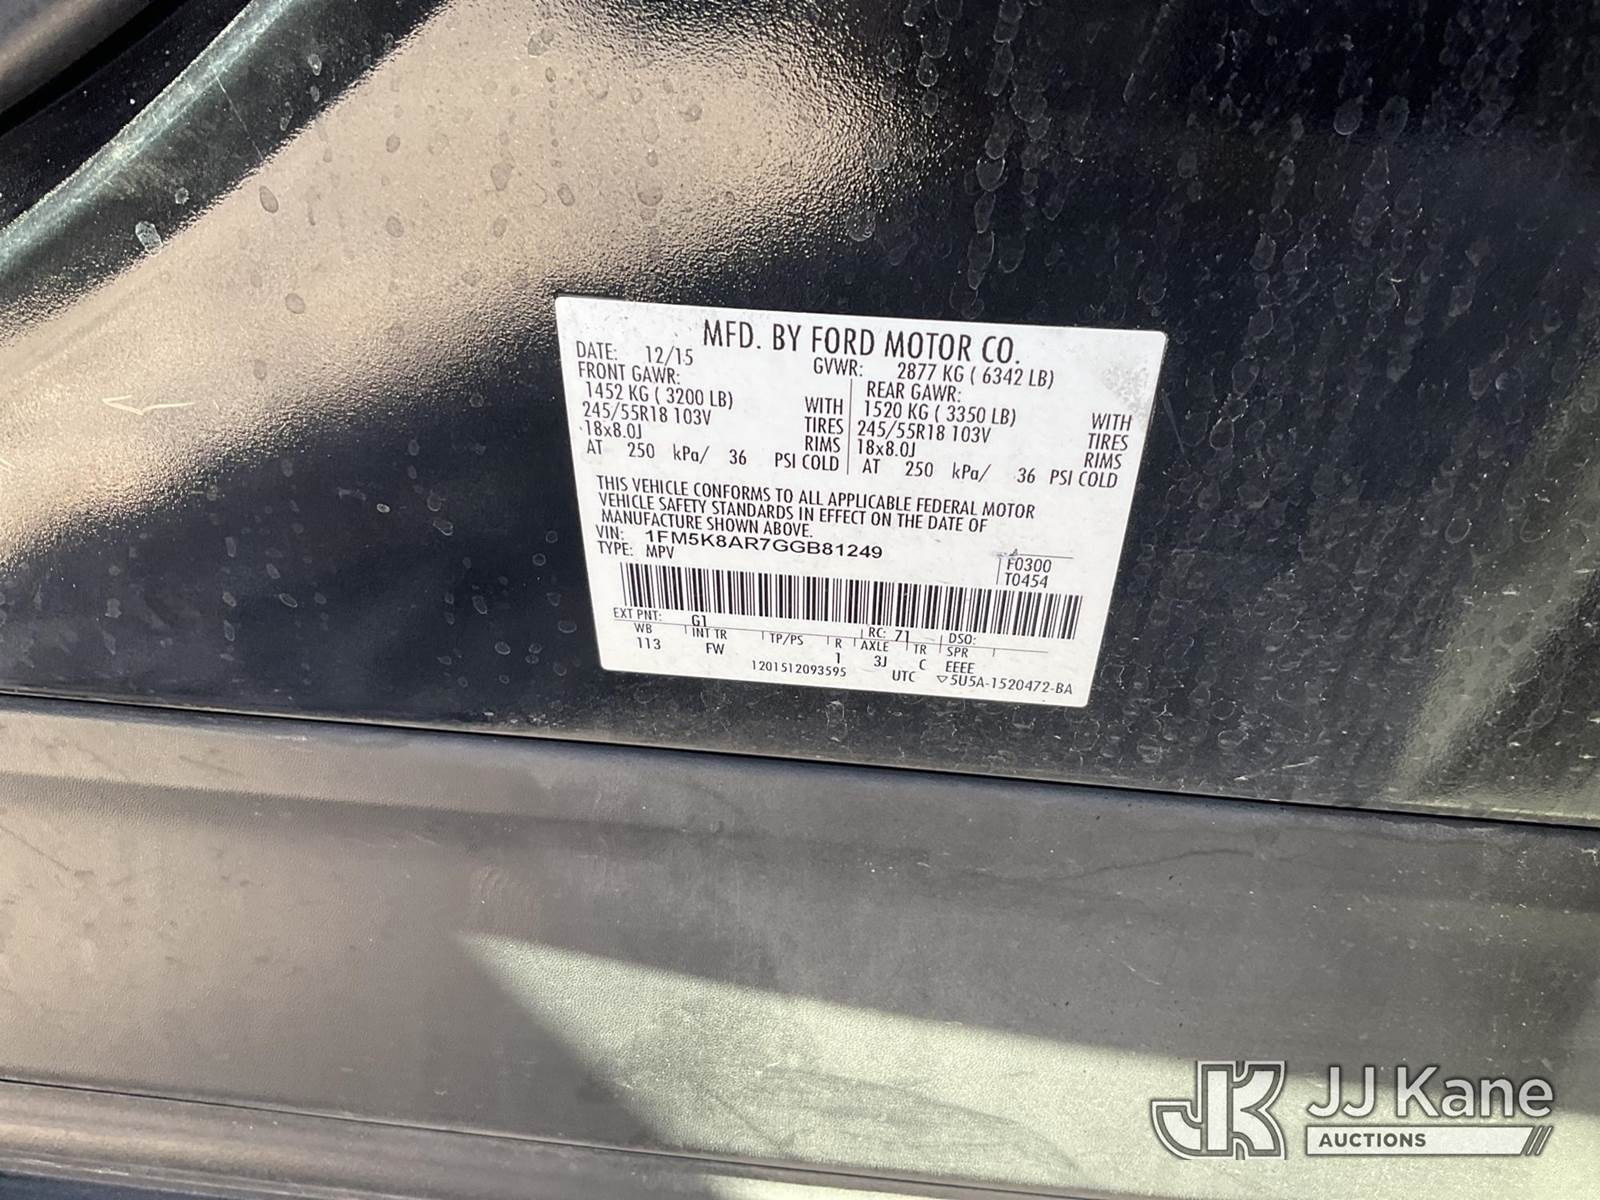 MFD. BY FORD MOTOR CO.
DATE: 12/15 GVWR: 2877 KG ( 6342 LB)
FRONT GAWR: REAR GAWR:
1452 KG ( 3200 LB) WITH 1520 KG ( 3350 LB) WITH
245/55R18 103V TIRES 245/55R18 103V TIRES
18x8.0J RIMS 18x8.0J RIMS
AT 250 kPa/ 36 PSI COLD AT 250 kPa/ 36 PSI COLD
THIS VEHICLE CONFORMS TO ALL APPLICABLE FEDERAL MOTOR
VEHICLE SAFETY STANDARDS IN EFFECT ON THE DATE OF
MANUFACTURE SHOWN ABOVE.
VIN: 1FM5K8AR7GGB81249
TYPE: MPV
F0300
T0454
EXT PNT: G1 RC: 71 DSO:
WB INT TR TP/PS R AXLE TR SPR
113 FW 1 3J C EEEE
1201512093595 UTC ▽5U5A-1520472-BA
JK JJ Kane
AUCTIONS